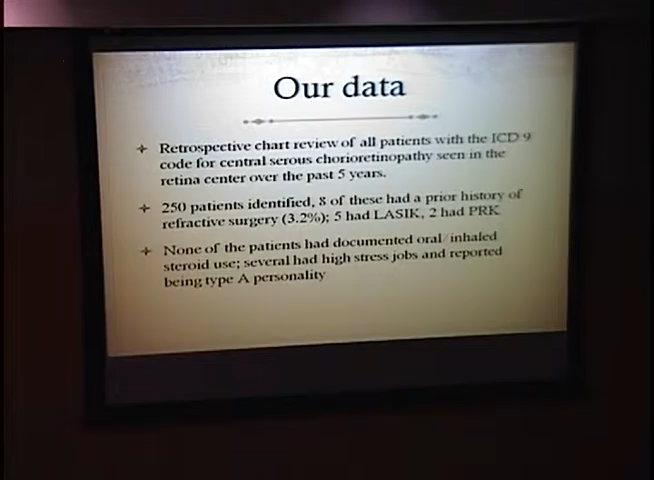 Our data
Retrospective chart review of all patients with the ICD 9
code for central serous chorioretinopathy seen in the
retina center over the past 5 years.
250 patients identified, 8 of these had a prior history of
refractive surgery (3.2%); 5 had LASIK, 2 had PRK
None of the patients had documented oral/inhaled
steroid use; several had high stress jobs and reported
being type A personality